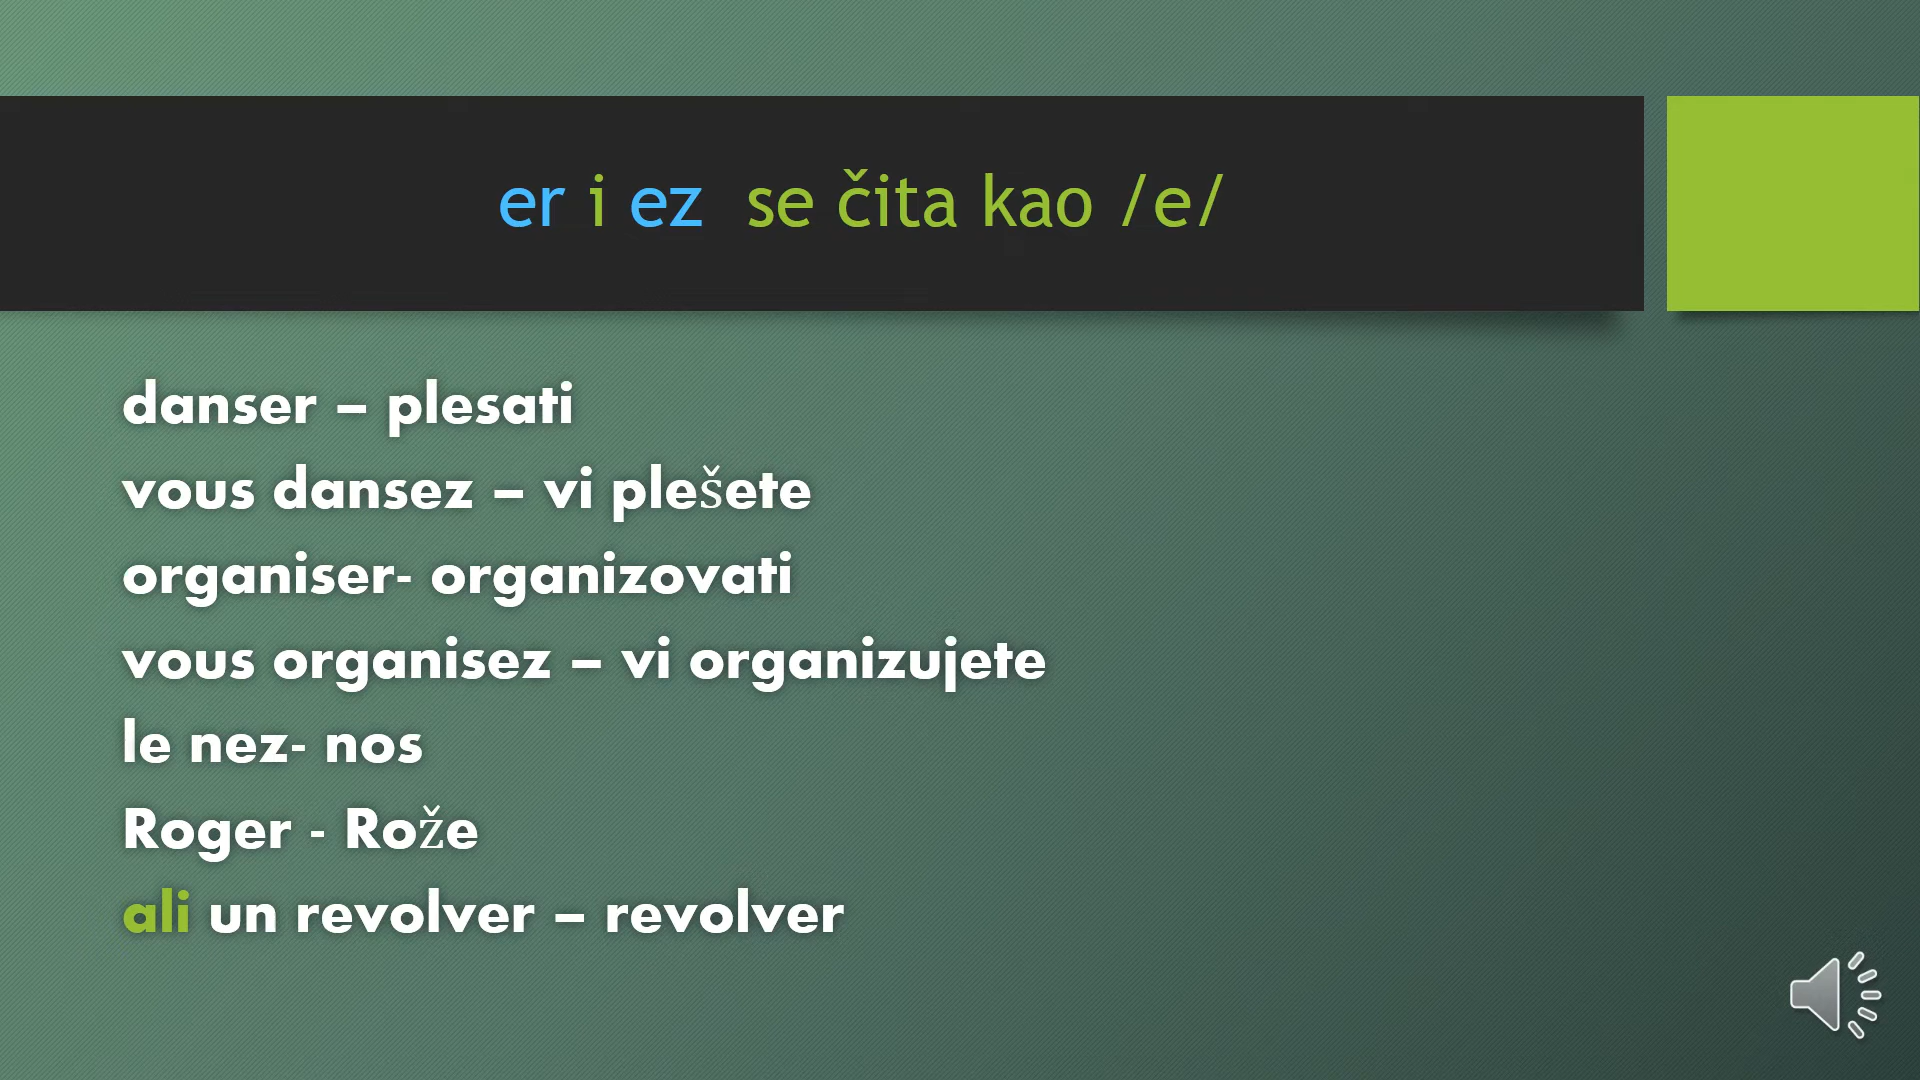 er i ez se čita kao /e/
danser – plesati
vous dansez – vi plešete
organiser- organizovati
vous organisez – vi organizujete
le nez- nos
Roger - Rože
ali un revolver – revolver